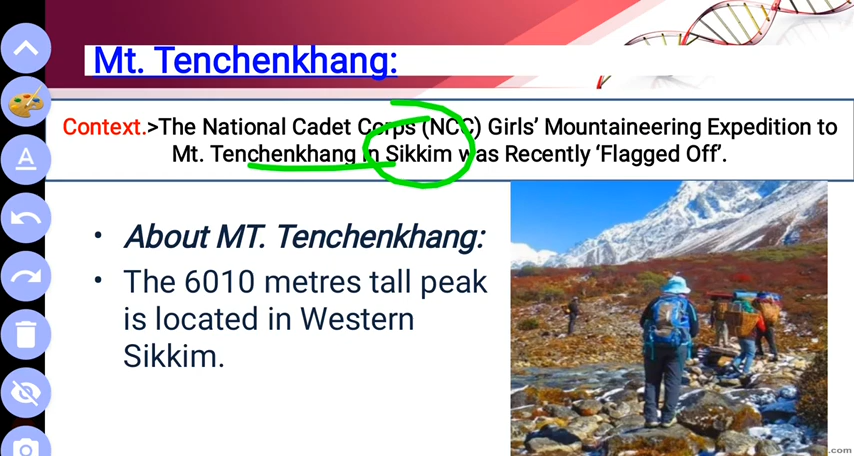 Mt. Tenchenkhang:
Context.>The National Cadet Corps (NCC) Girls’ Mountaineering Expedition to
Mt. Tenchenkhang in Sikkim was Recently ‘Flagged Off’.
• About MT. Tenchenkhang:
• The 6010 metres tall peak
is located in Western
Sikkim.
A
.com